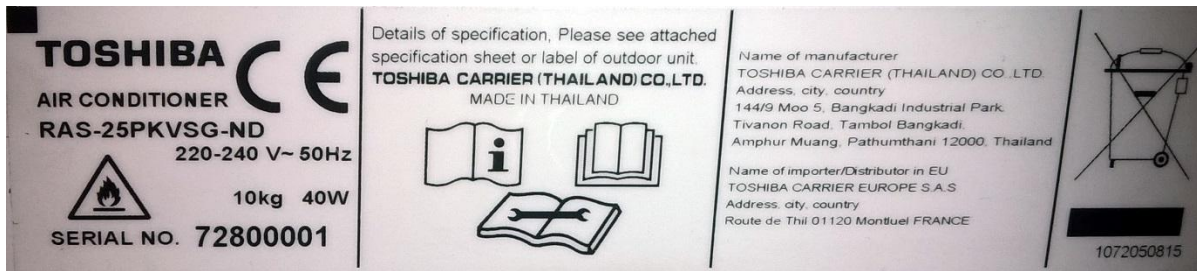 TOSHIBA CE
AIR CONDITIONER
RAS-25PKVSG-ND
220-240 V~ 50Hz
10kg 40W
SERIAL NO. 72800001
Details of specification, Please see attached
specification sheet or label of outdoor unit.
TOSHIBA CARRIER (THAILAND) CO.,LTD.
MADE IN THAILAND
i
Name of manufacturer
TOSHIBA CARRIER (THAILAND) CO.,LTD.
Address, city, country
144/9 Moo 5, Bangkadi Industrial Park,
Tivanon Road, Tambol Bangkadi,
Amphur Muang, Pathumthani 12000, Thailand
Name of importer/Distributor in EU
TOSHIBA CARRIER EUROPE S.A.S
Address, city, country
Route de Thil 01120 Montluel FRANCE
1072050815